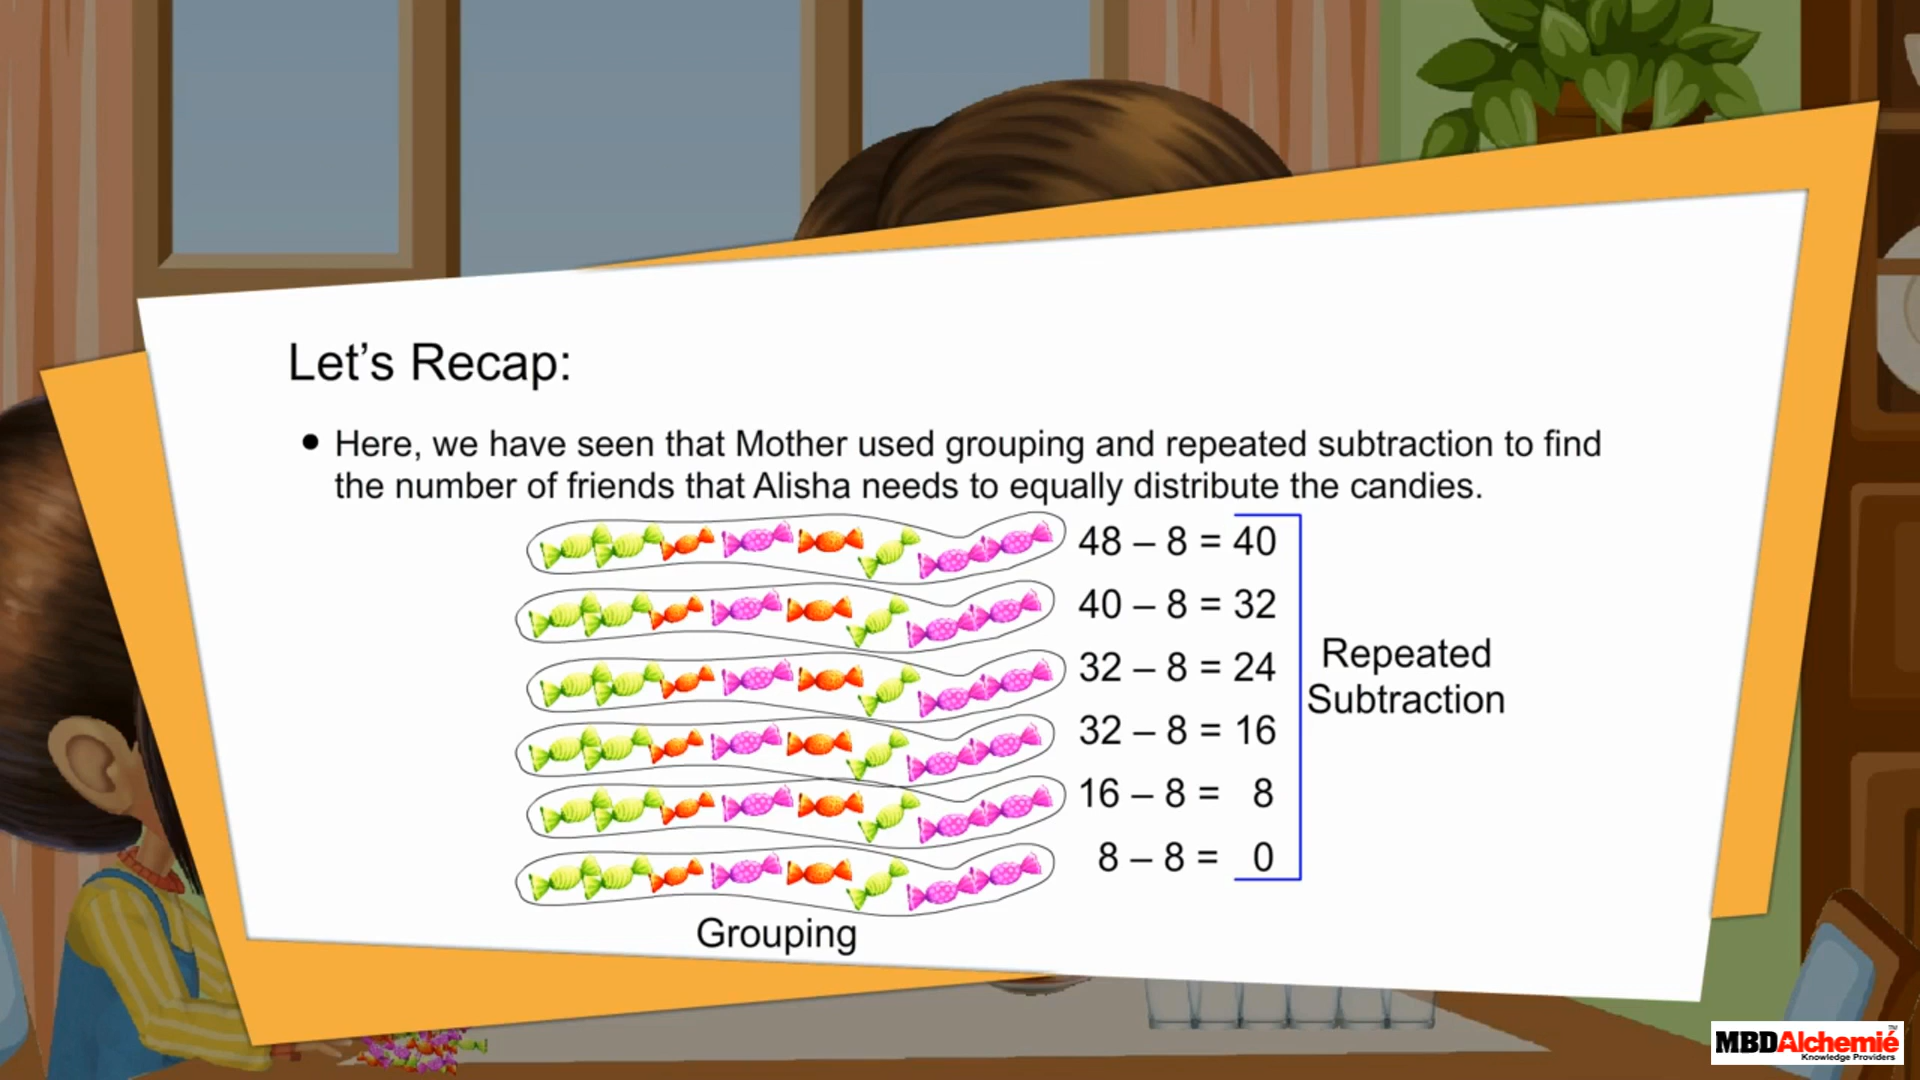 Let’s Recap:
● Here, we have seen that Mother used grouping and repeated subtraction to find
the number of friends that Alisha needs to equally distribute the candies.
48 – 8 = 40
40 – 8 = 32
32 – 8 = 24
32 – 8 = 16
16 – 8 = 8
8 – 8 = 0
Repeated
Subtraction
Grouping
MBDAlchemié™
Knowledge Providers